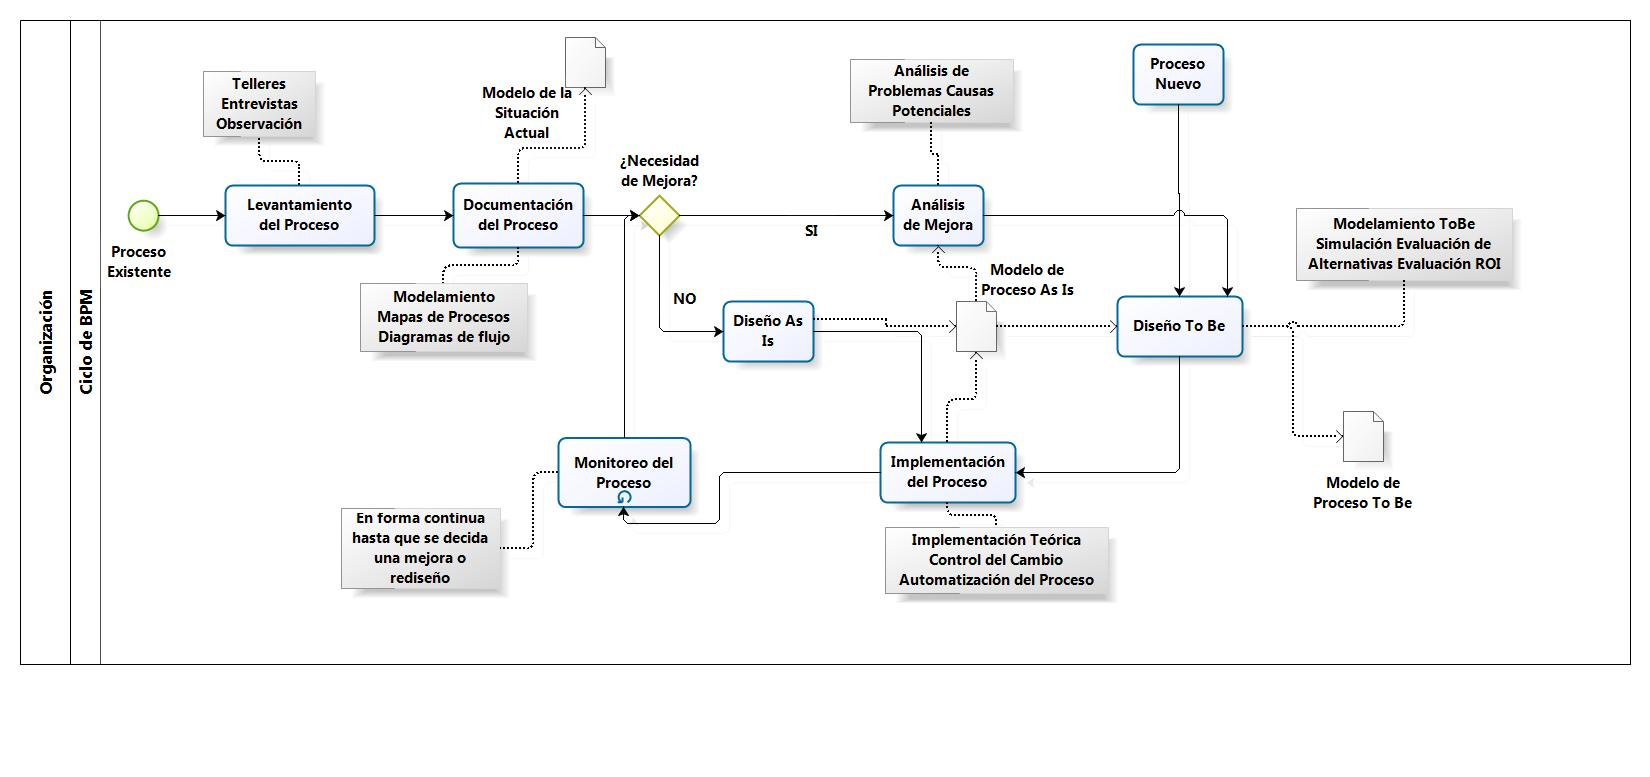 Organización
Ciclo de BPM
Telleres
Entrevistas
Observación
Modelo de la
Situación
Actual
Análisis de
Problemas Causas
Potenciales
Proceso
Nuevo
¿Necesidad
de Mejora?
Levantamiento
del Proceso
Documentación
del Proceso
Análisis
de Mejora
SI
Proceso
Existente
Modelamiento ToBe
Simulación Evaluación de
Alternativas Evaluación ROI
Modelo de
Proceso As Is
NO
Modelamiento
Mapas de Procesos
Diagramas de flujo
Diseño As
Is
Diseño To Be
Monitoreo del
Proceso
Implementación
del Proceso
Modelo de
Proceso To Be
En forma continua
hasta que se decida
una mejora o
rediseño
Implementación Teórica
Control del Cambio
Automatización del Proceso